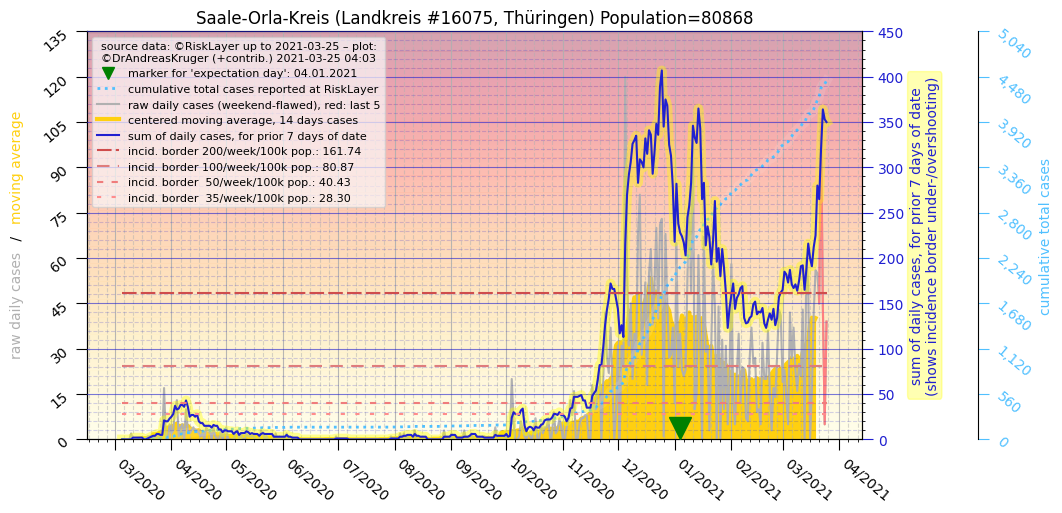 Saale-Orla-Kreis (Landkreis #16075, Thüringen) Population=80868
source data: ©RiskLayer up to 2021-03-25 – plot:
©DrAndreasKruger (+contrib.) 2021-03-25 04:03
marker for 'expectation day': 04.01.2021
cumulative total cases reported at RiskLayer
raw daily cases (weekend-flawed), red: last 5
centered moving average, 14 days cases
sum of daily cases, for prior 7 days of date
incid. border 200/week/100k pop.: 161.74
incid. border 100/week/100k pop.: 80.87
incid. border  50/week/100k pop.: 40.43
incid. border  35/week/100k pop.: 28.30
raw daily cases / moving average
135
120
105
90
75
60
45
30
15
0
03/2020
04/2020
05/2020
06/2020
07/2020
08/2020
09/2020
10/2020
11/2020
12/2020
01/2021
02/2021
03/2021
04/2021
450
400
350
300
250
200
150
100
50
0
sum of daily cases, for prior 7 days of date
(shows incidence border under-/overshooting)
5,040
4,480
3,920
3,360
2,800
2,240
1,680
1,120
560
0
cumulative total cases